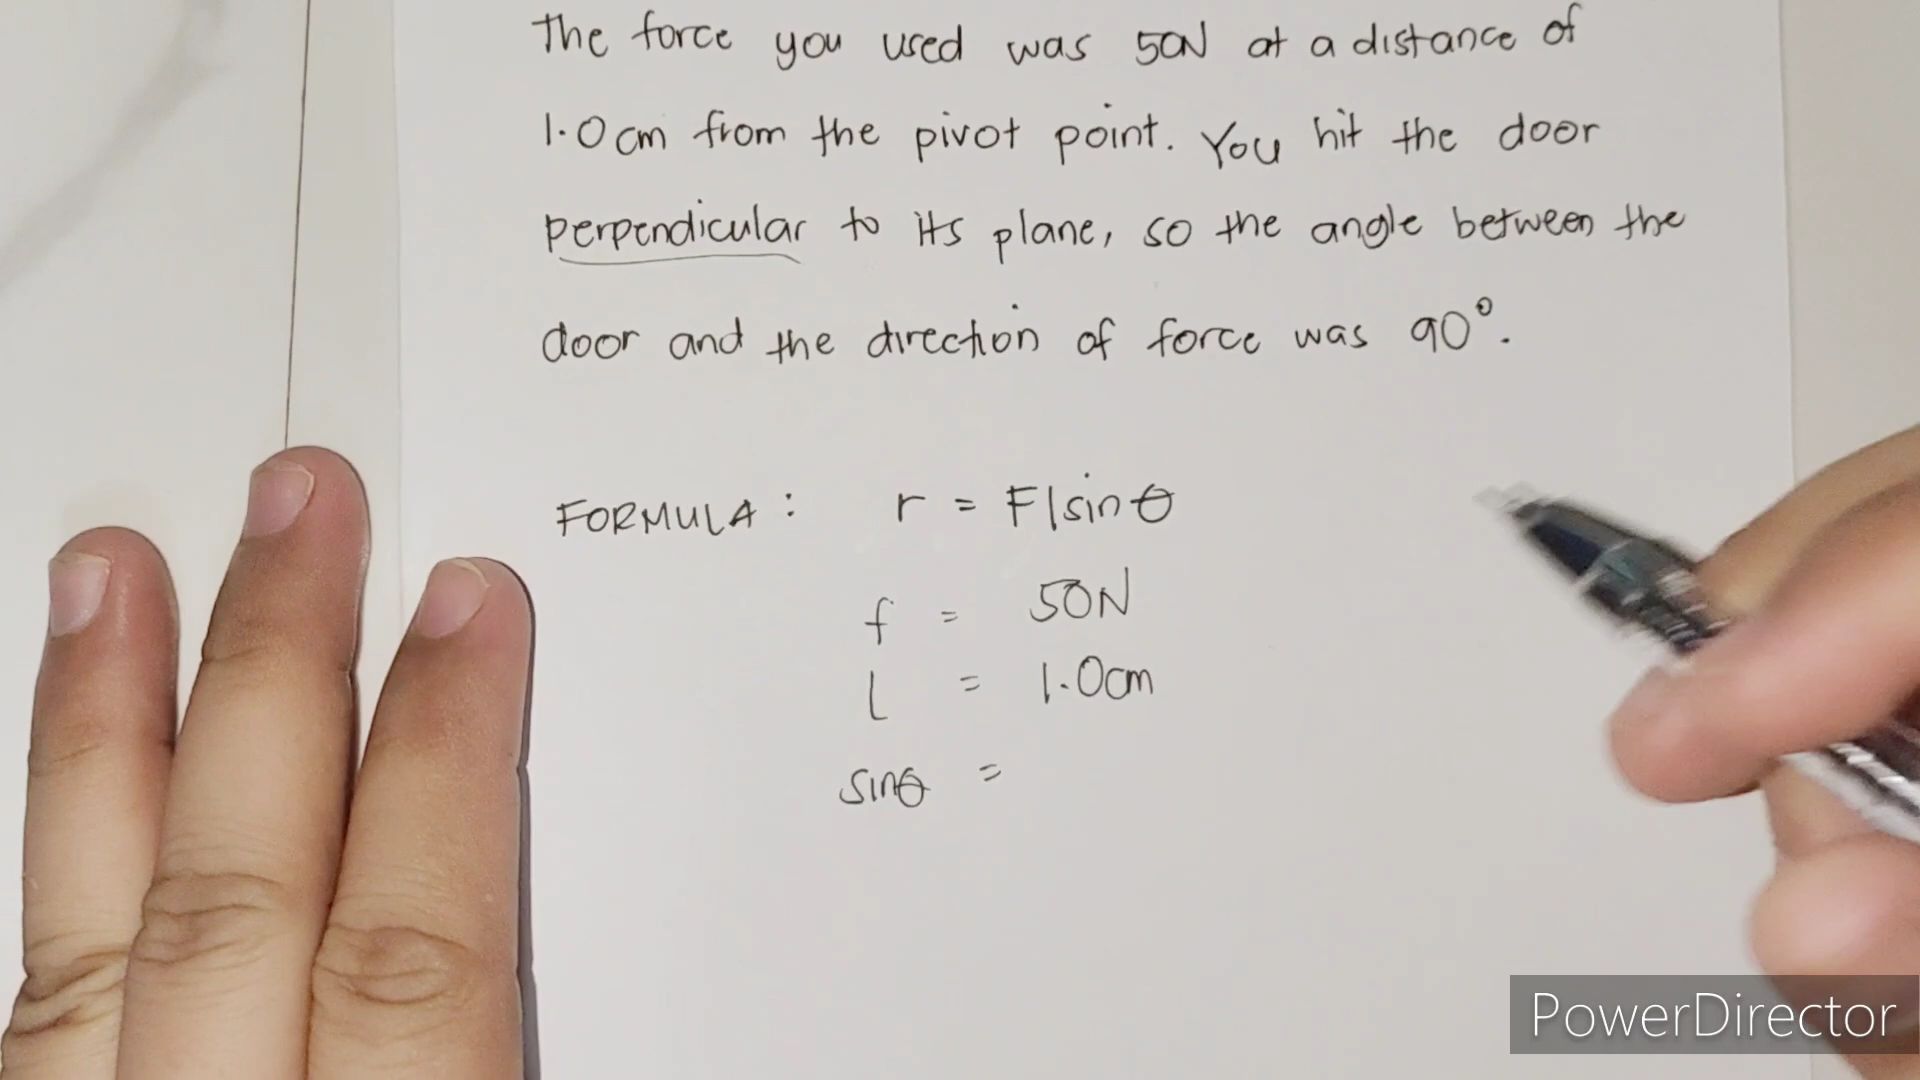 The force you used was 50N at a distance of
1.0cm from the pivot point. You hit the door
perpendicular to its plane, so the angle between the
door and the direction of force was 90°.
FORMULA : r = Flsinθ
f = 50N
l = 1.0cm
sinθ =
PowerDirector